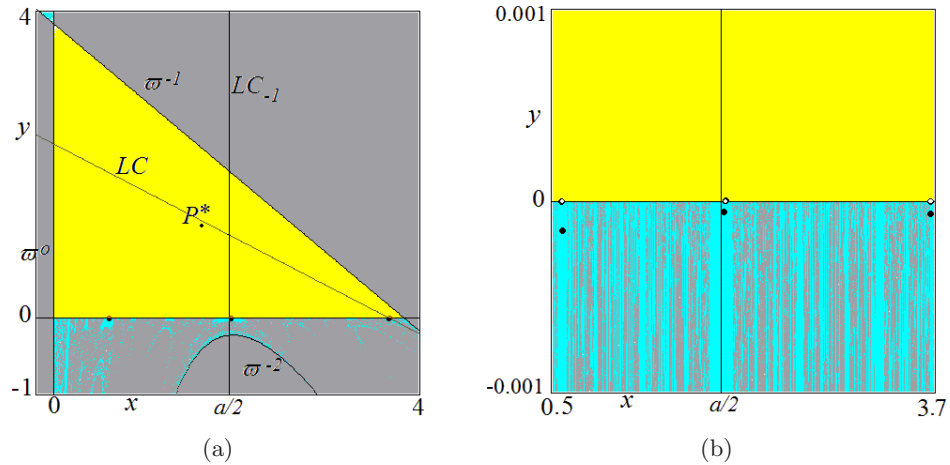 4
ϖ⁻¹
LC₋₁
y
LC
P*
ϖᵒ
0
ϖ⁻²
-1
0
x
a/2
4
(a)
0.001
y
0
-0.001
0.5
x
a/2
3.7
(b)